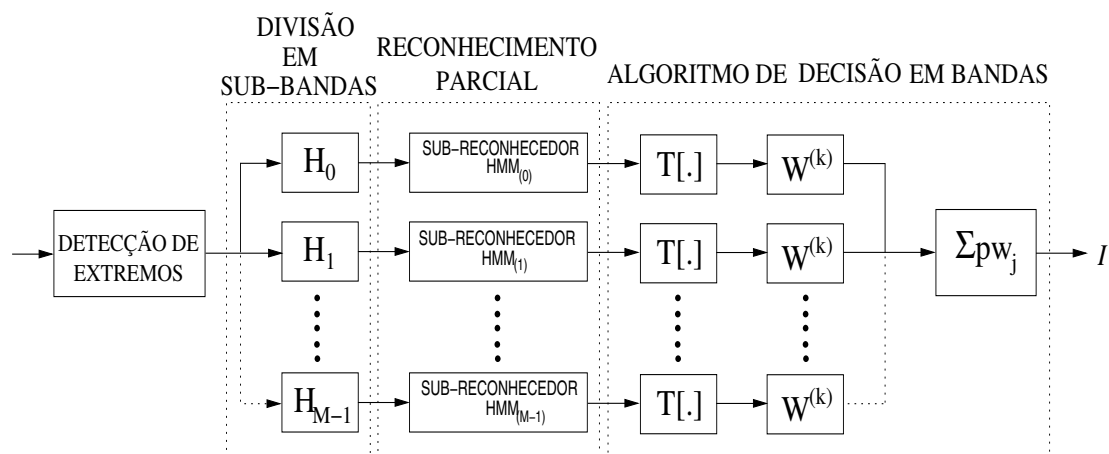 DIVISÃO
EM
SUB−BANDAS
RECONHECIMENTO
PARCIAL
ALGORITMO DE DECISÃO EM BANDAS
DETECÇÃO DE
EXTREMOS
H0
SUB−RECONHECEDOR
HMM(0)
T[.]
W(k)
H1
SUB−RECONHECEDOR
HMM(1)
T[.]
W(k)
Σpwj
I
HM−1
SUB−RECONHECEDOR
HMM(M−1)
T[.]
W(k)